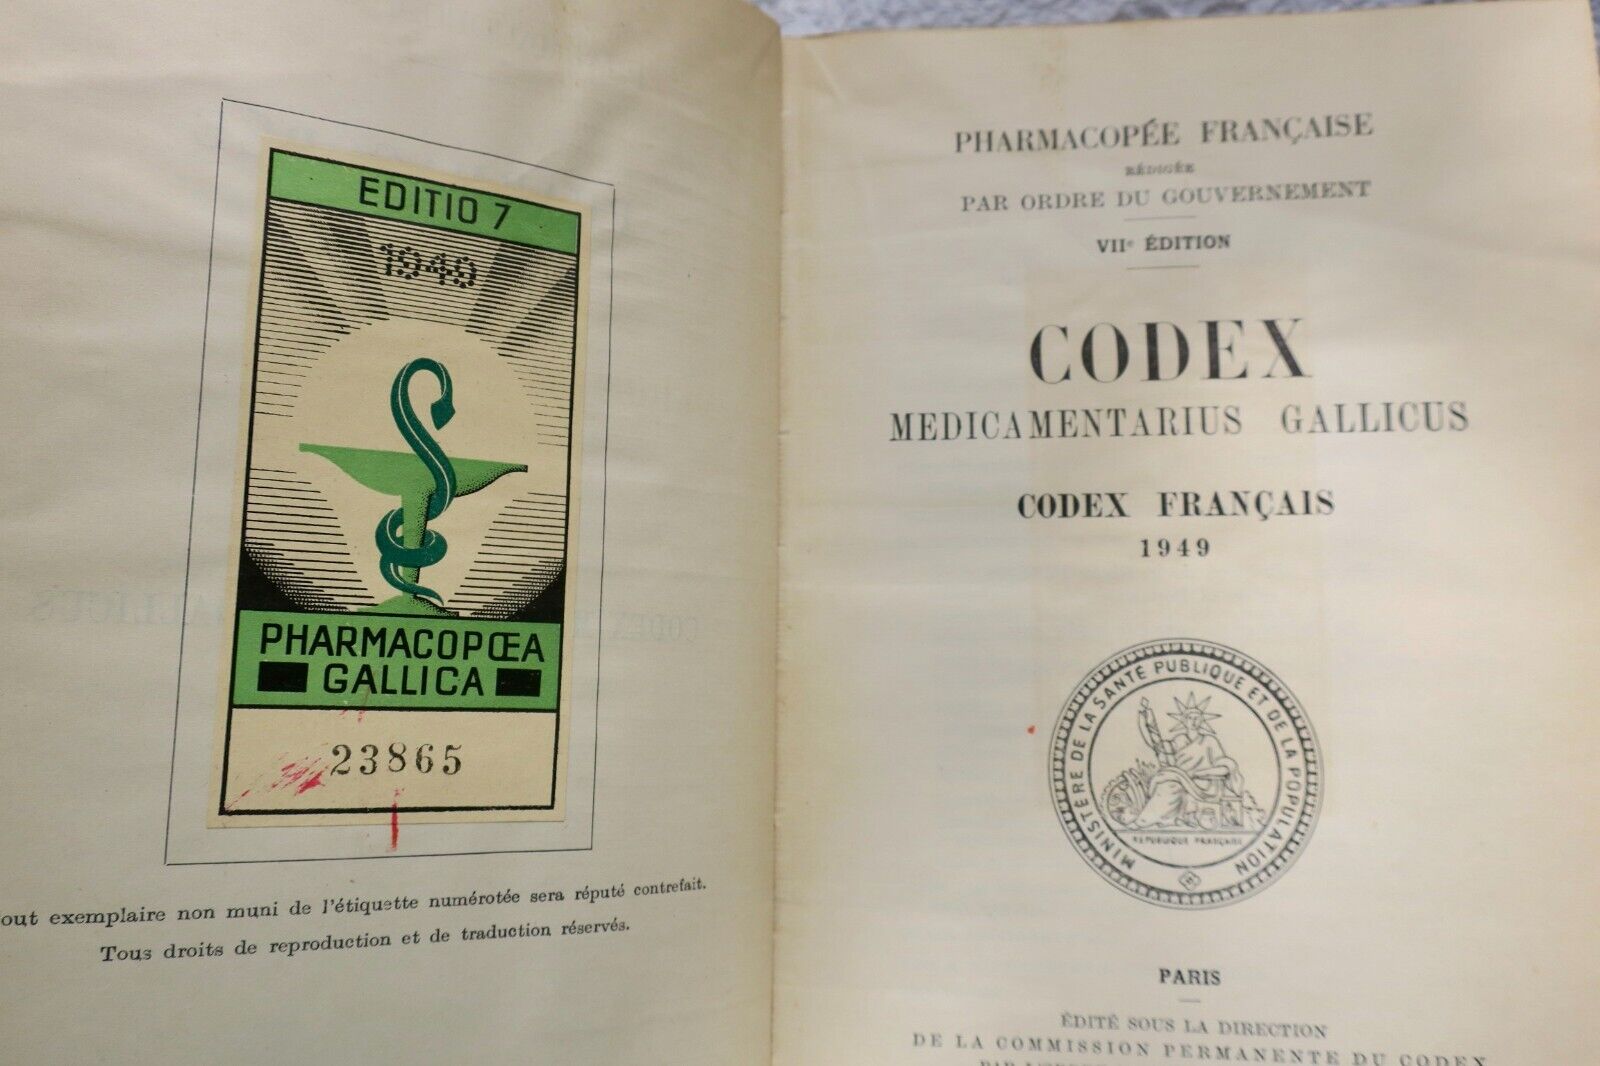 EDITIO 7
1949
PHARMACOPŒA
GALLICA
23865
out exemplaire non muni de l'étiquette numérotée sera réputé contrefait.
Tous droits de reproduction et de traduction réservés.
PHARMACOPÉE FRANÇAISE
RÉDIGÉE
PAR ORDRE DU GOUVERNEMENT
VIIe ÉDITION
CODEX
MEDICAMENTARIUS GALLICUS
CODEX FRANÇAIS
1949
MINISTÈRE DE LA SANTÉ PUBLIQUE ET DE LA POPULATION
REPUBLIQUE FRANÇAISE
PARIS
ÉDITÉ SOUS LA DIRECTION
DE LA COMMISSION PERMANENTE DU CODEX